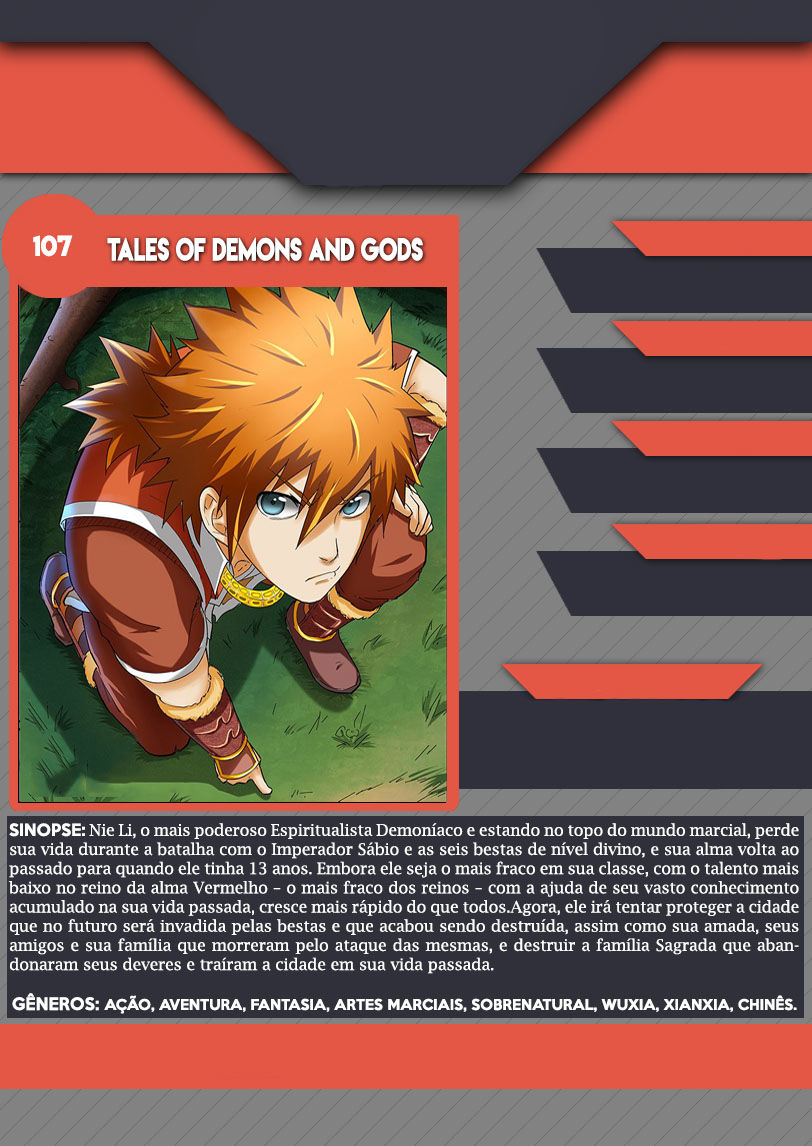 107
TALES OF DEMONS AND GODS
SINOPSE: Nie Li, o mais poderoso Espiritualista Demoníaco e estando no topo do mundo marcial, perde
sua vida durante a batalha com o Imperador Sábio e as seis bestas de nível divino, e sua alma volta ao
passado para quando ele tinha 13 anos. Embora ele seja o mais fraco em sua classe, com o talento mais
baixo no reino da alma Vermelho – o mais fraco dos reinos – com a ajuda de seu vasto conhecimento
acumulado na sua vida passada, cresce mais rápido do que todos.Agora, ele irá tentar proteger a cidade
que no futuro será invadida pelas bestas e que acabou sendo destruída, assim como sua amada, seus
amigos e sua família que morreram pelo ataque das mesmas, e destruir a família Sagrada que aban-
donaram seus deveres e traíram a cidade em sua vida passada.
GÊNEROS: AÇÃO, AVENTURA, FANTASIA, ARTES MARCIAIS, SOBRENATURAL, WUXIA, XIANXIA, CHINÊS.